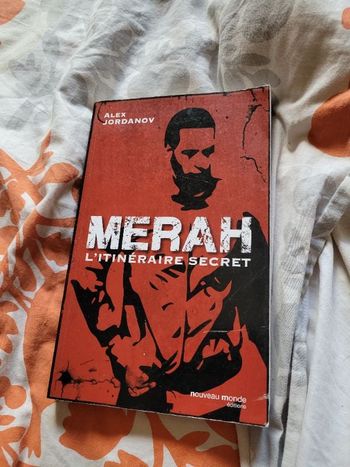 ALEX
JORDANOV
MERAH
L'ITINÉRAIRE SECRET
nouveau monde
éditions